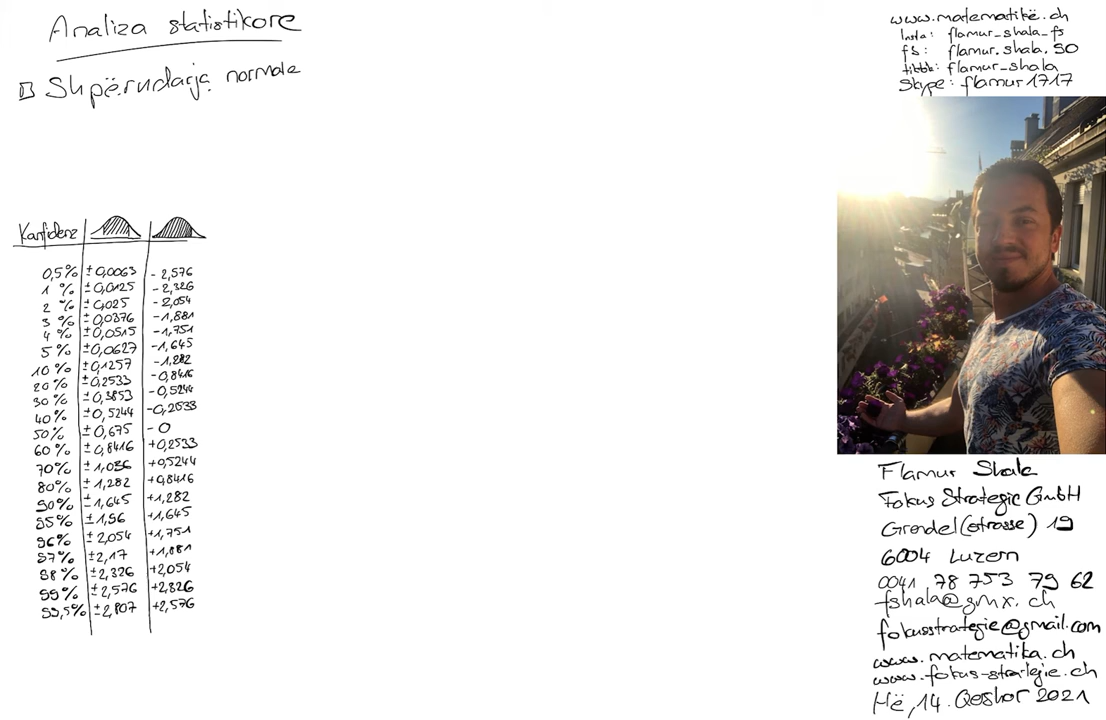 Analiza statistikore
Shpërndarja normale
Konfidenz
0,5% ±0,0063 -2,576
1 % ±0,0125 -2,326
2 % ±0,025 -2,054
3 % ±0,0376 -1,881
4 % ±0,0515 -1,751
5 % ±0,0627 -1,645
10 % ±0,1257 -1,282
20 % ±0,2533 -0,8416
30 % ±0,3853 -0,5244
40 % ±0,5244 -0,2533
50% ±0,675 -0
60 % ±0,8416 +0,2533
70% ±1,036 +0,5244
80% ±1,282 +0,8416
90% ±1,645 +1,282
95% ±1,96 +1,645
96% ±2,054 +1,751
97% ±2,17 +1,881
98 % ±2,326 +2,054
99% ±2,576 +2,326
99,5% ±2,807 +2,576
www.matematikë.ch
Insta: flamur_shala_fs
fs: flamur.shala.50
tiktok: flamur_shala
Skype: flamur1717
Flamur Shala
Fokus Strategie GmbH
Grendel(strasse) 19
6004 Luzern
0041 78 753 79 62
fshala@gmx.ch
fokusstrategie@gmail.com
www.matematika.ch
www.fokus-strategie.ch
Hë, 14. Qershor 2021